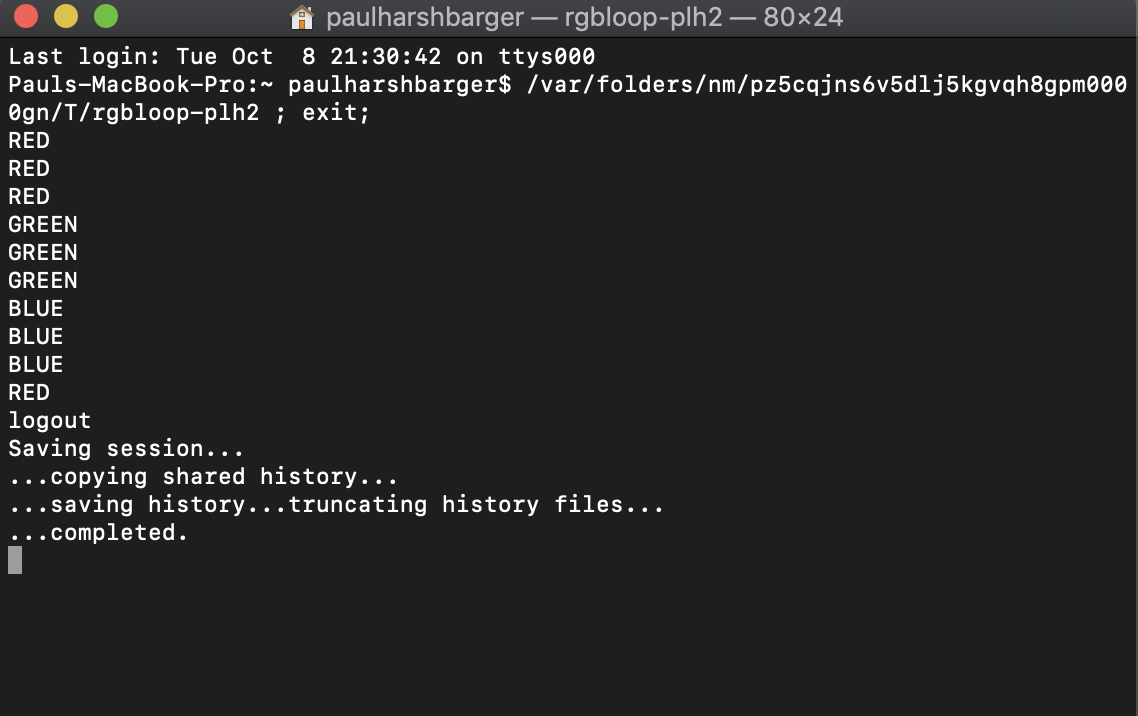 paulharshbarger — rgbloop-plh2 — 80×24
Last login: Tue Oct  8 21:30:42 on ttys000
Pauls-MacBook-Pro:~ paulharshbarger$ /var/folders/nm/pz5cqjns6v5dlj5kgvqh8gpm000
0gn/T/rgbloop-plh2 ; exit;
RED
RED
RED
GREEN
GREEN
GREEN
BLUE
BLUE
BLUE
RED
logout
Saving session...
...copying shared history...
...saving history...truncating history files...
...completed.